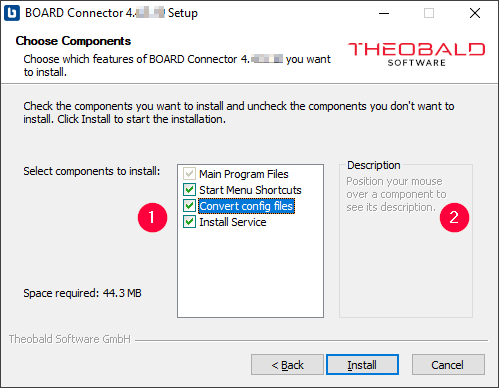 BOARD Connector 4. Setup
Choose Components
Choose which features of BOARD Connector 4. you want
to install.
THEOBALD
SOFTWARE
Check the components you want to install and uncheck the components you don't want to
install. Click Install to start the installation.
Select components to install:
Main Program Files
Start Menu Shortcuts
Convert config files
Install Service
1
Description
Position your mouse
over a component to
see its description.
2
Space required: 44.3 MB
Theobald Software GmbH
< Back
Install
Cancel